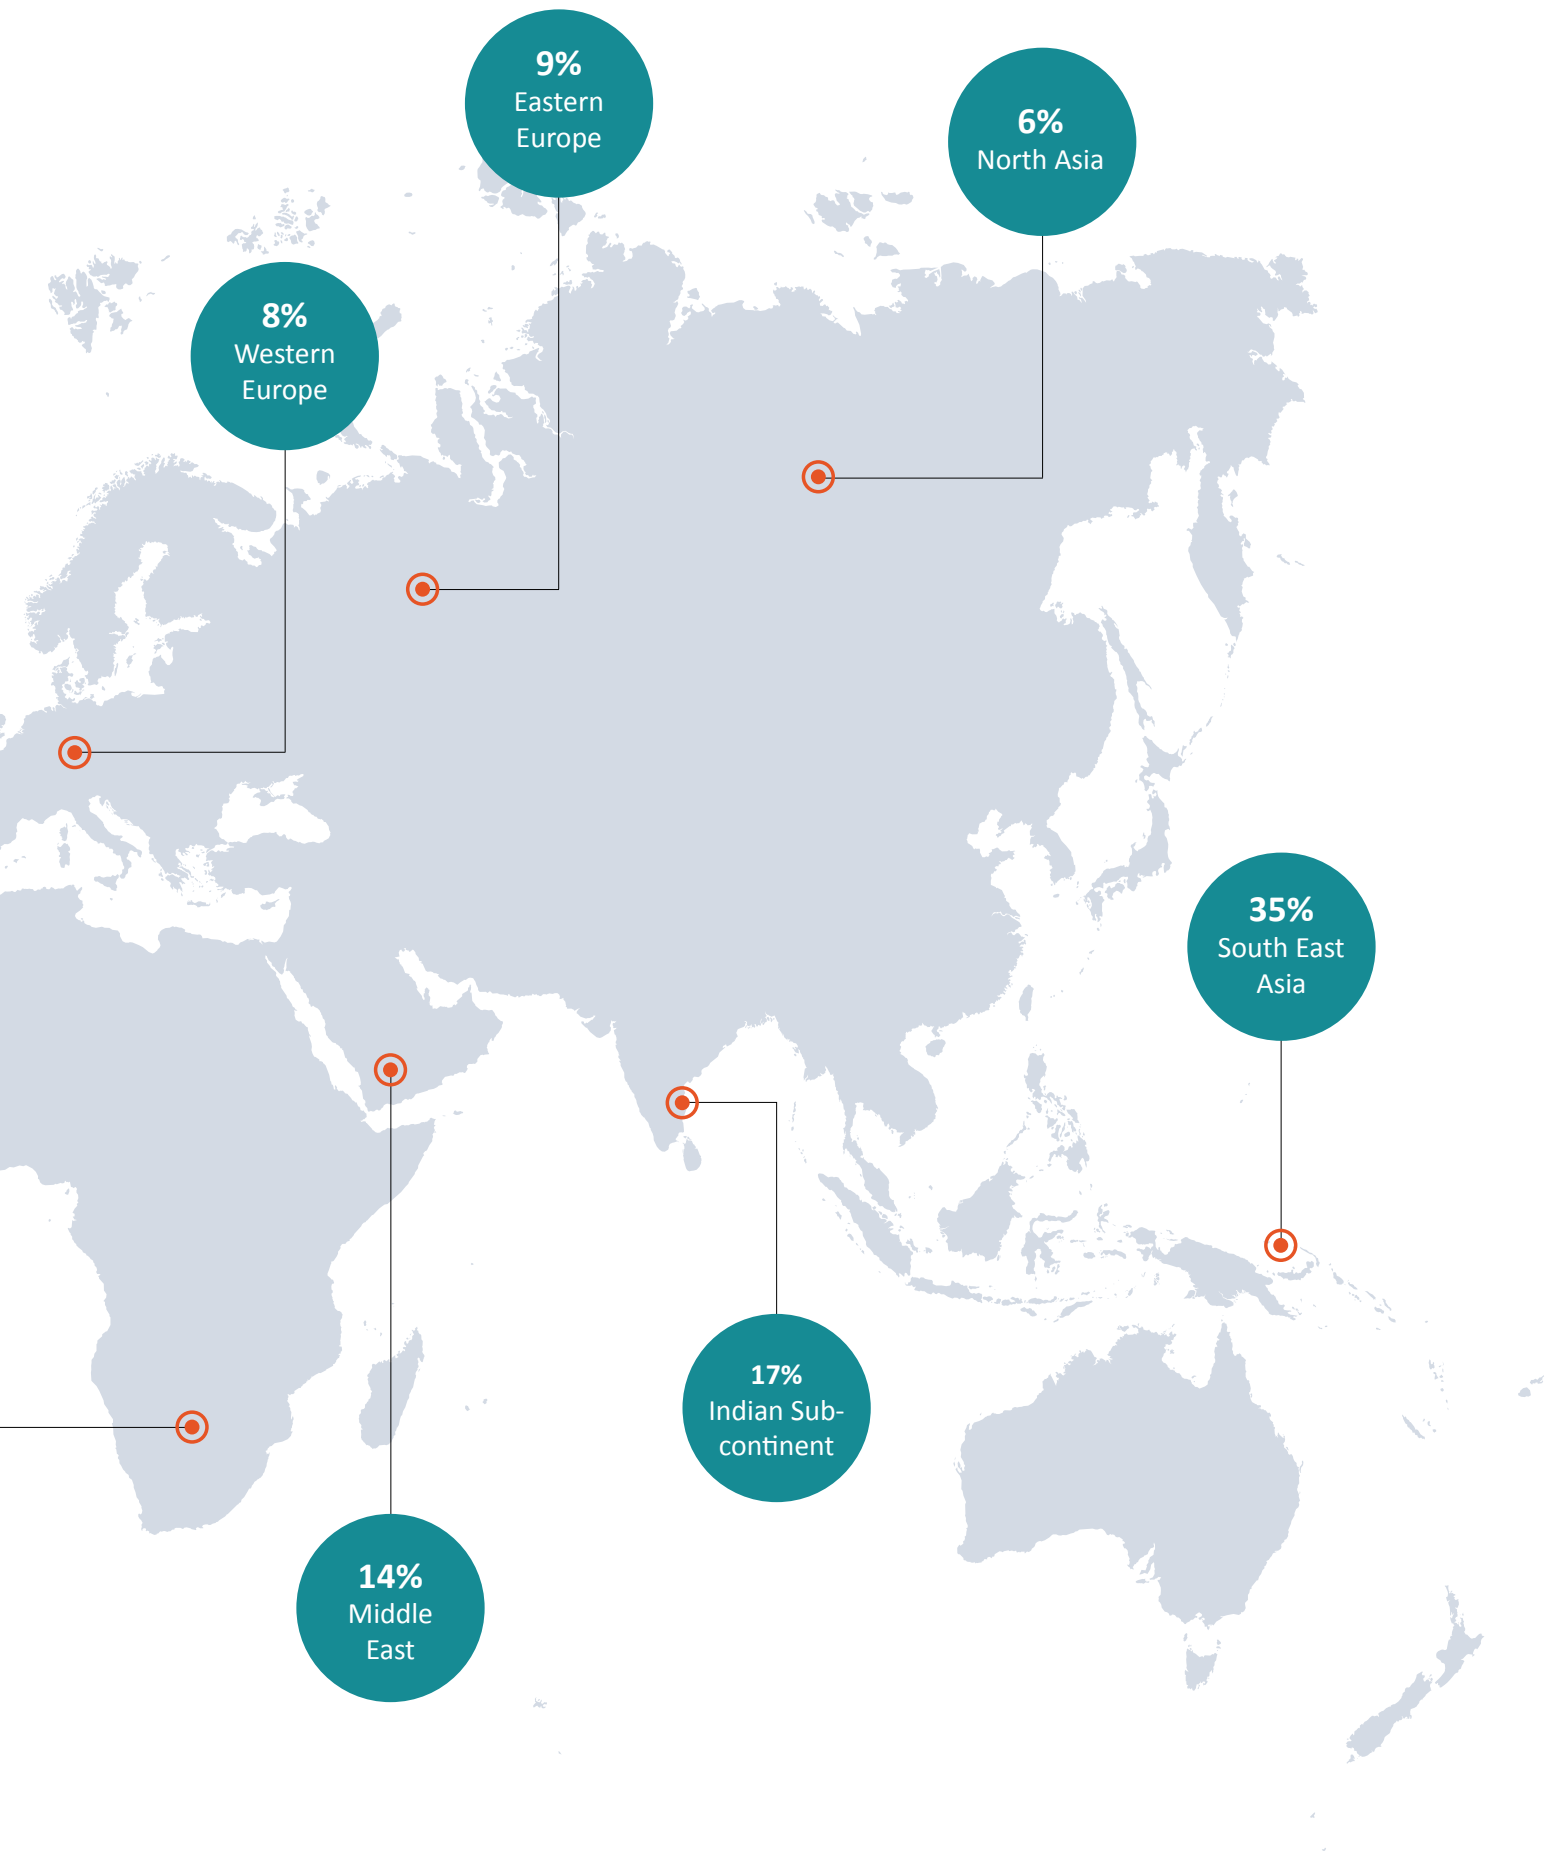 9%
Eastern
Europe
6%
North Asia
8%
Western
Europe
35%
South East
Asia
17%
Indian Sub-
continent
14%
Middle
East